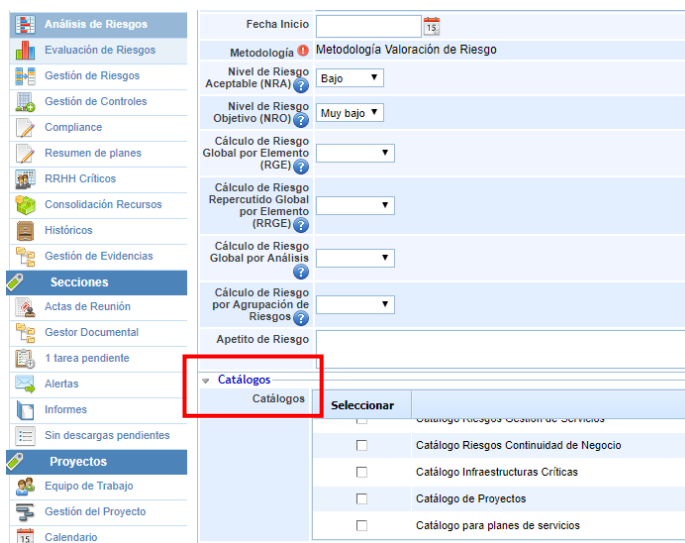 Análisis de Riesgos
Evaluación de Riesgos
Gestión de Riesgos
Gestión de Controles
Compliance
Resumen de planes
RRHH Críticos
Consolidación Recursos
Históricos
Gestión de Evidencias
Secciones
Actas de Reunión
Gestor Documental
1 tarea pendiente
Alertas
Informes
Sin descargas pendientes
Proyectos
Equipo de Trabajo
Gestión del Proyecto
15
Calendario
Fecha Inicio
15
Metodología
Metodología Valoración de Riesgo
Nivel de Riesgo
Aceptable (NRA) ?
Bajo
Nivel de Riesgo
Objetivo (NRO) ?
Muy bajo
Cálculo de Riesgo
Global por Elemento
(RGE) ?
Cálculo de Riesgo
Repercutido Global
por Elemento
(RRGE) ?
Cálculo de Riesgo
Global por Análisis
?
Cálculo de Riesgo
por Agrupación de
Riesgos ?
Apetito de Riesgo
Catálogos
Catálogos
Seleccionar
Catálogo Riesgos Gestión de Servicios
Catálogo Riesgos Continuidad de Negocio
Catálogo Infraestructuras Críticas
Catálogo de Proyectos
Catálogo para planes de servicios